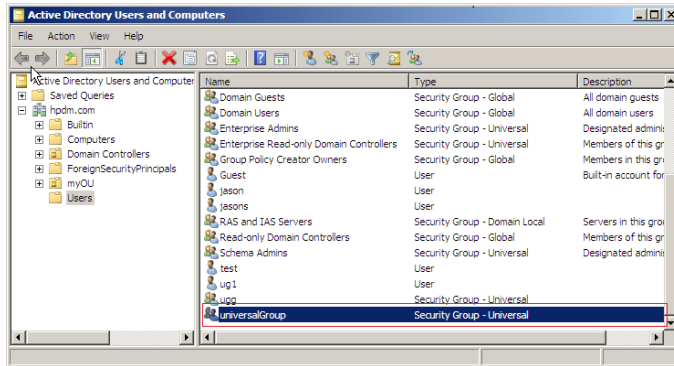 Active Directory Users and Computers
File Action View Help
Active Directory Users and Computer
Saved Queries
hpdm.com
Builtin
Computers
Domain Controllers
ForeignSecurityPrincipals
myOU
Users
Name Type Description
Domain Guests Security Group - Global All domain guests
Domain Users Security Group - Global All domain users
Enterprise Admins Security Group - Universal Designated adminis
Enterprise Read-only Domain Controllers Security Group - Universal Members of this gr
Group Policy Creator Owners Security Group - Global Members in this gr
Guest User Built-in account for
jason User
jasons User
RAS and IAS Servers Security Group - Domain Local Servers in this grou
Read-only Domain Controllers Security Group - Global Members of this gr
Schema Admins Security Group - Universal Designated adminis
test User
ug1 User
ugg Security Group - Universal
universalGroup Security Group - Universal